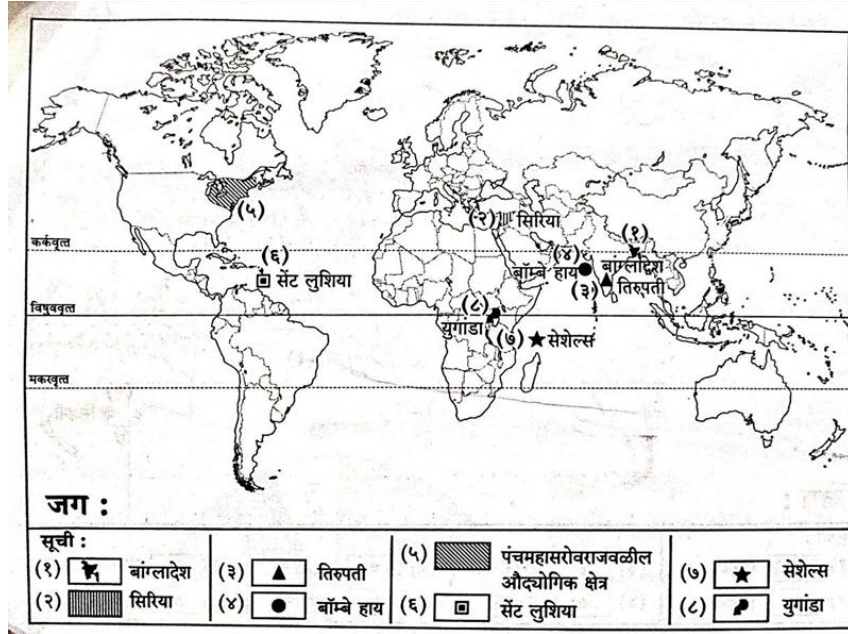 (५)
(२) सिरिया
(१)
कर्कवृत्त
(६)
(४) बांग्लादेश
बॉम्बे हाय
सेंट लुशिया
(३) तिरुपती
(८)
विषुववृत्त
युगांडा
(७) सेशेल्स
मकरवृत्त
जग :
सूची :
(१) बांग्लादेश
(२) सिरिया
(३) तिरुपती
(४) बॉम्बे हाय
(५) पंचमहासरोवराजवळील
औद्योगिक क्षेत्र
(६) सेंट लुशिया
(७) सेशेल्स
(८) युगांडा